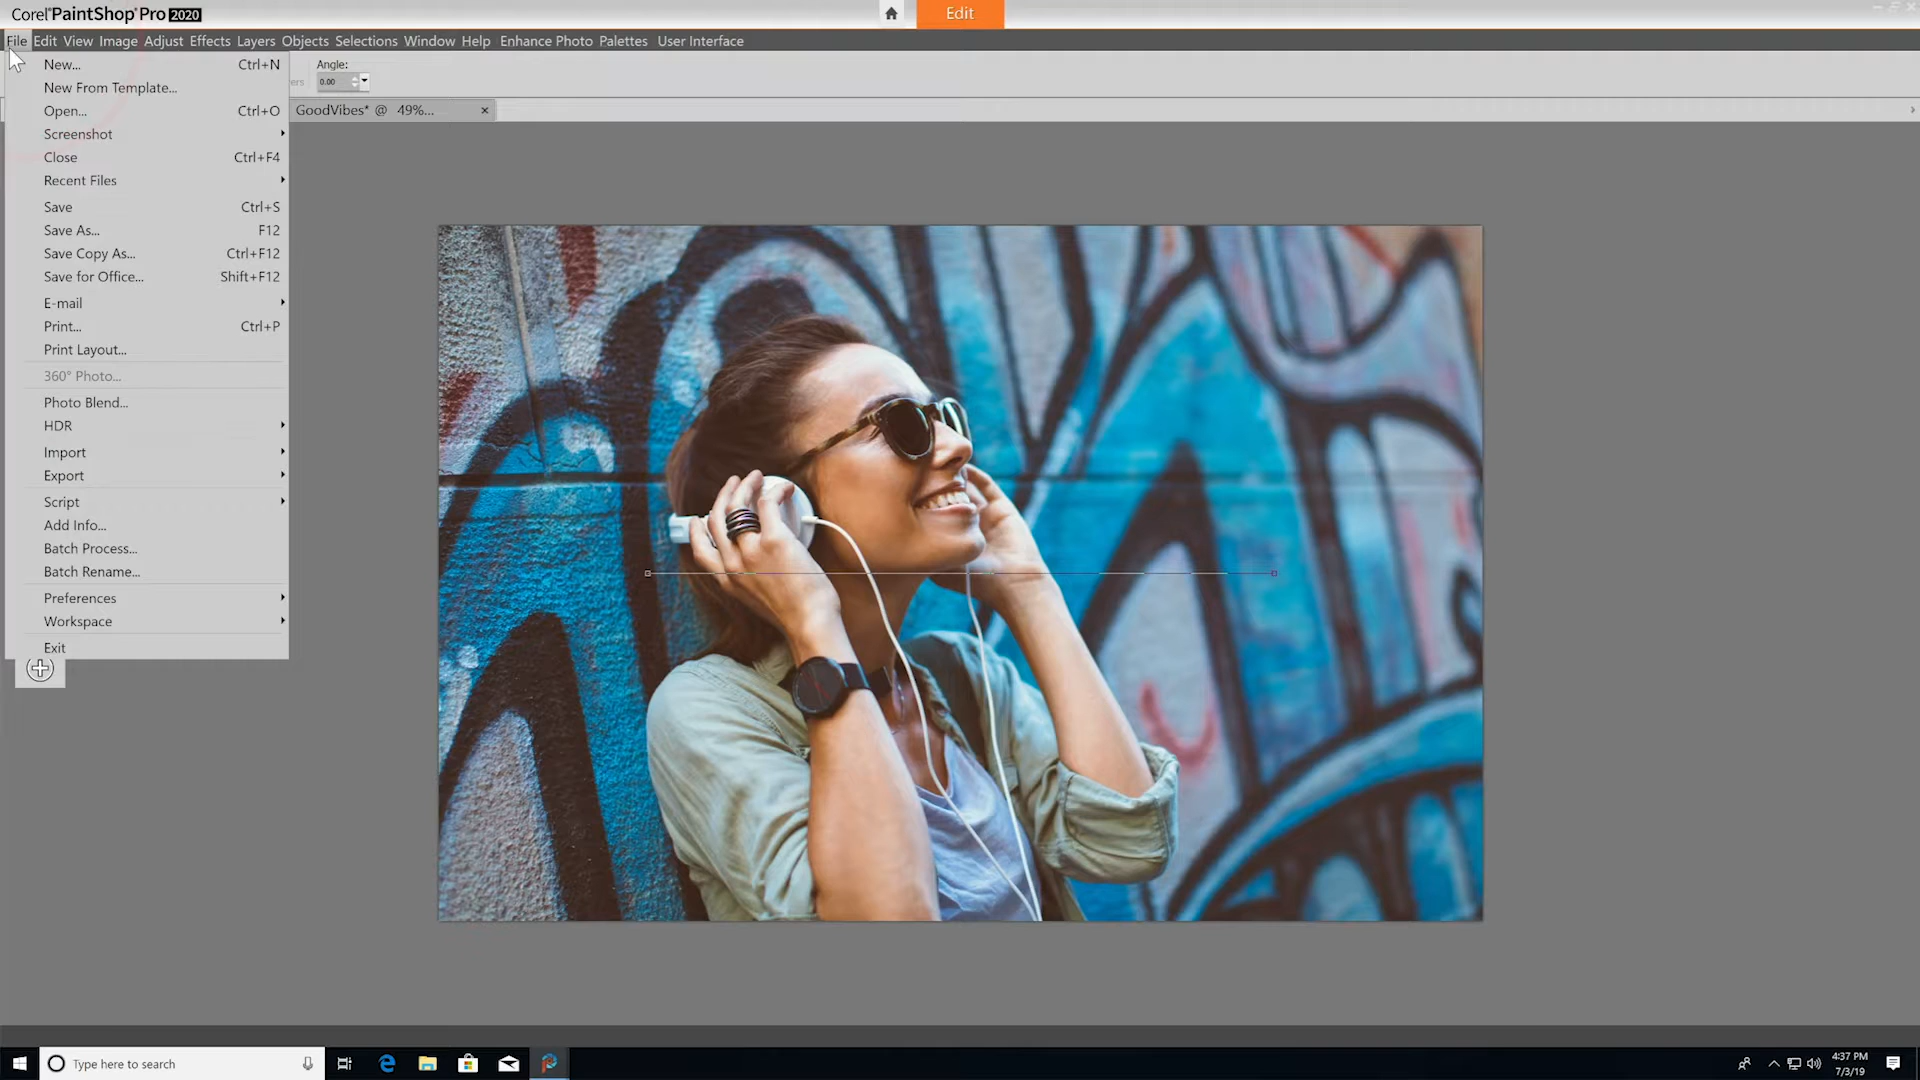 Corel PaintShop Pro 2020
Edit
File Edit View Image Adjust Effects Layers Objects Selections Window Help Enhance Photo Palettes User Interface
New... Ctrl+N
New From Template...
Open... Ctrl+O
Screenshot
Close Ctrl+F4
Recent Files
Save Ctrl+S
Save As... F12
Save Copy As... Ctrl+F12
Save for Office... Shift+F12
E-mail
Print... Ctrl+P
Print Layout...
360° Photo...
Photo Blend...
HDR
Import
Export
Script
Add Info...
Batch Process...
Batch Rename...
Preferences
Workspace
Exit
Angle:
ers 0.00
GoodVibes* @ 49%...
Type here to search
4:37 PM
7/3/19